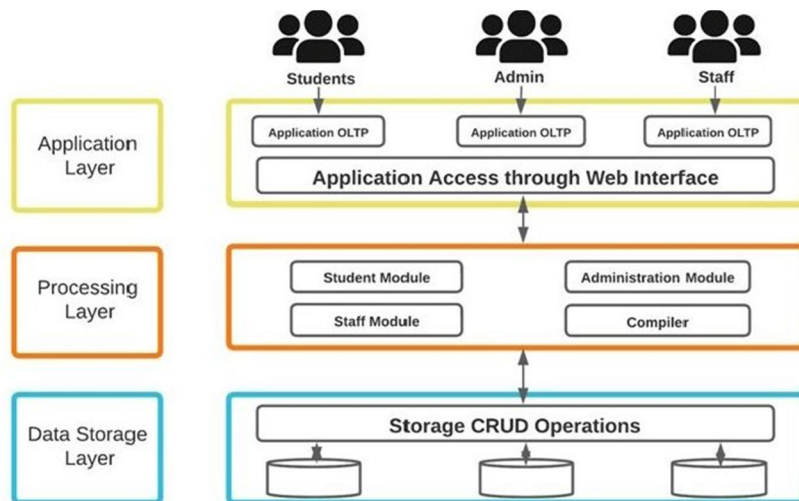 Students
Admin
Staff
Application
Layer
Application OLTP
Application OLTP
Application OLTP
Application Access through Web Interface
Processing
Layer
Student Module
Administration Module
Staff Module
Compiler
Data Storage
Layer
Storage CRUD Operations